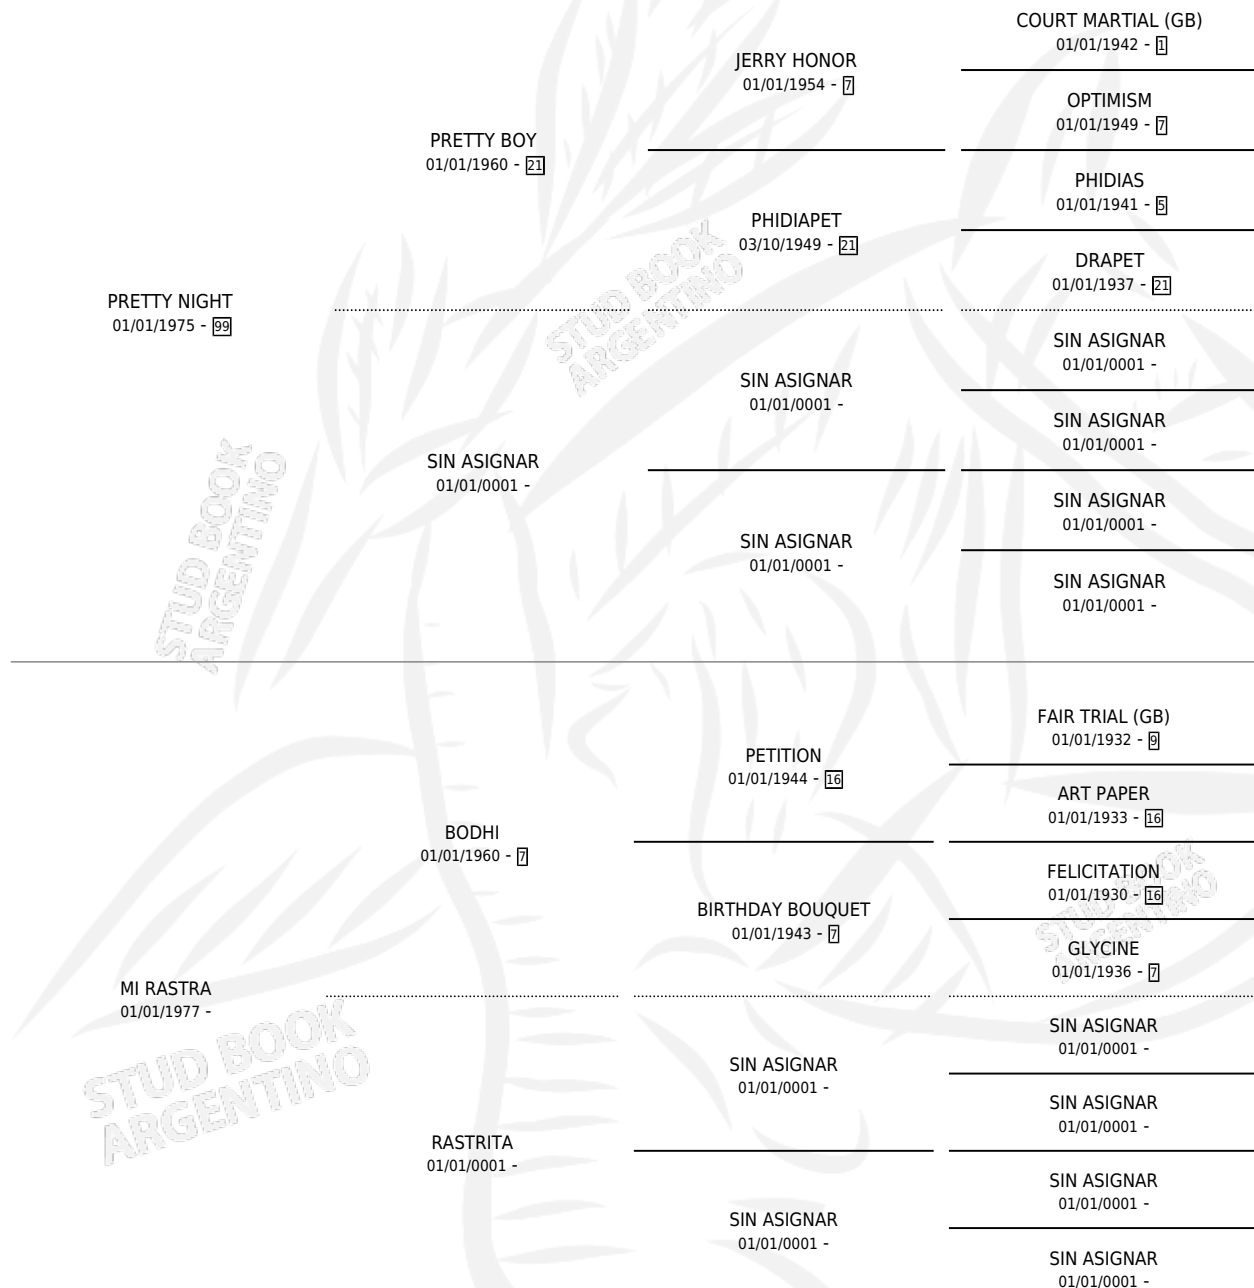 COURT MARTIAL (GB)
01/01/1942 - 1
JERRY HONOR
01/01/1954 - 7
OPTIMISM
01/01/1949 - 7
PRETTY BOY
01/01/1960 - 21
PHIDIAS
01/01/1941 - 5
PHIDIAPET
03/10/1949 - 21
DRAPET
01/01/1937 - 21
PRETTY NIGHT
01/01/1975 - 99
SIN ASIGNAR
01/01/0001 -
SIN ASIGNAR
01/01/0001 -
SIN ASIGNAR
01/01/0001 -
SIN ASIGNAR
01/01/0001 -
SIN ASIGNAR
01/01/0001 -
SIN ASIGNAR
01/01/0001 -
SIN ASIGNAR
01/01/0001 -
STUD BOOK
ARGENTINO
STUD BOOK
ARGENTINO
FAIR TRIAL (GB)
01/01/1932 - 9
PETITION
01/01/1944 - 16
ART PAPER
01/01/1933 - 16
BODHI
01/01/1960 - 7
FELICITATION
01/01/1930 - 16
BIRTHDAY BOUQUET
01/01/1943 - 7
GLYCINE
01/01/1936 - 7
STUD BOOK
ARGENTINO
MI RASTRA
01/01/1977 -
SIN ASIGNAR
01/01/0001 -
SIN ASIGNAR
01/01/0001 -
SIN ASIGNAR
01/01/0001 -
RASTRITA
01/01/0001 -
SIN ASIGNAR
01/01/0001 -
SIN ASIGNAR
01/01/0001 -
SIN ASIGNAR
01/01/0001 -
STUD BOOK
ARGENTINO